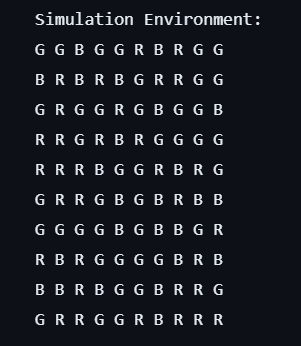 Simulation Environment:
G G B G G R B R G G
B R B R B G R R G G
G R G G R G B G G B
R R G R B R G G G G
R R R B G G R B R G
G R R G B G B R B B
G G G G B G B B G R
R B R G G G G B R B
B B R B G G B R R G
G R R G G R B R R R